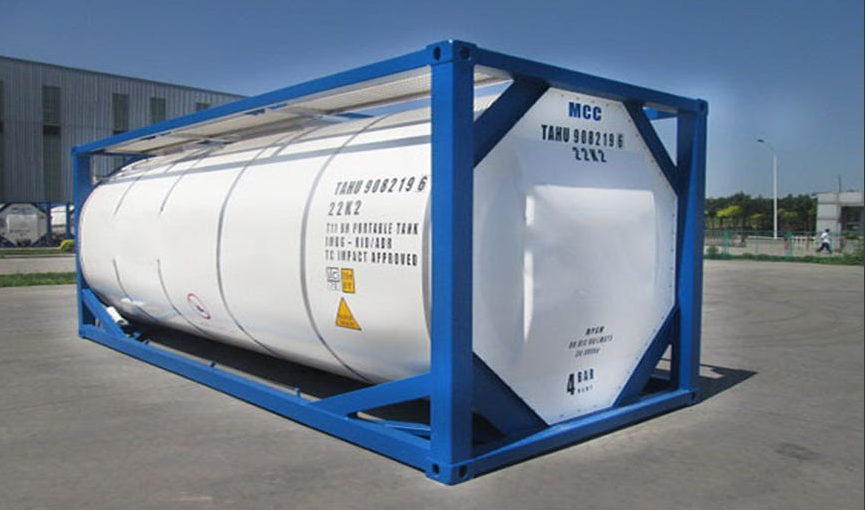 TAHU 908219 6
22K2
T11 UN PORTABLE TANK
IMDG - RID/ADR
TC IMPACT APPROVED
MCC
TAHU 908219 6
22K2
MPGM
4 BAR